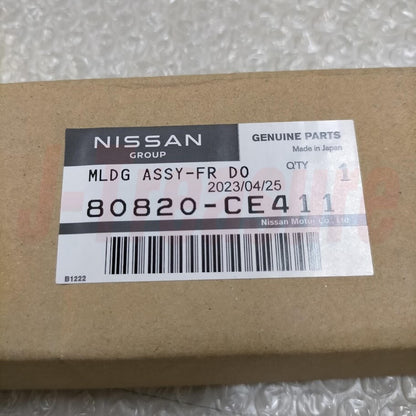 NISSAN
GROUP
GENUINE PARTS
Made in Japan
MLDG ASSY-FR DO
Q'TY 1
2023/04/25
80820-CE411
Nissan Motor Co., Ltd.
B1222